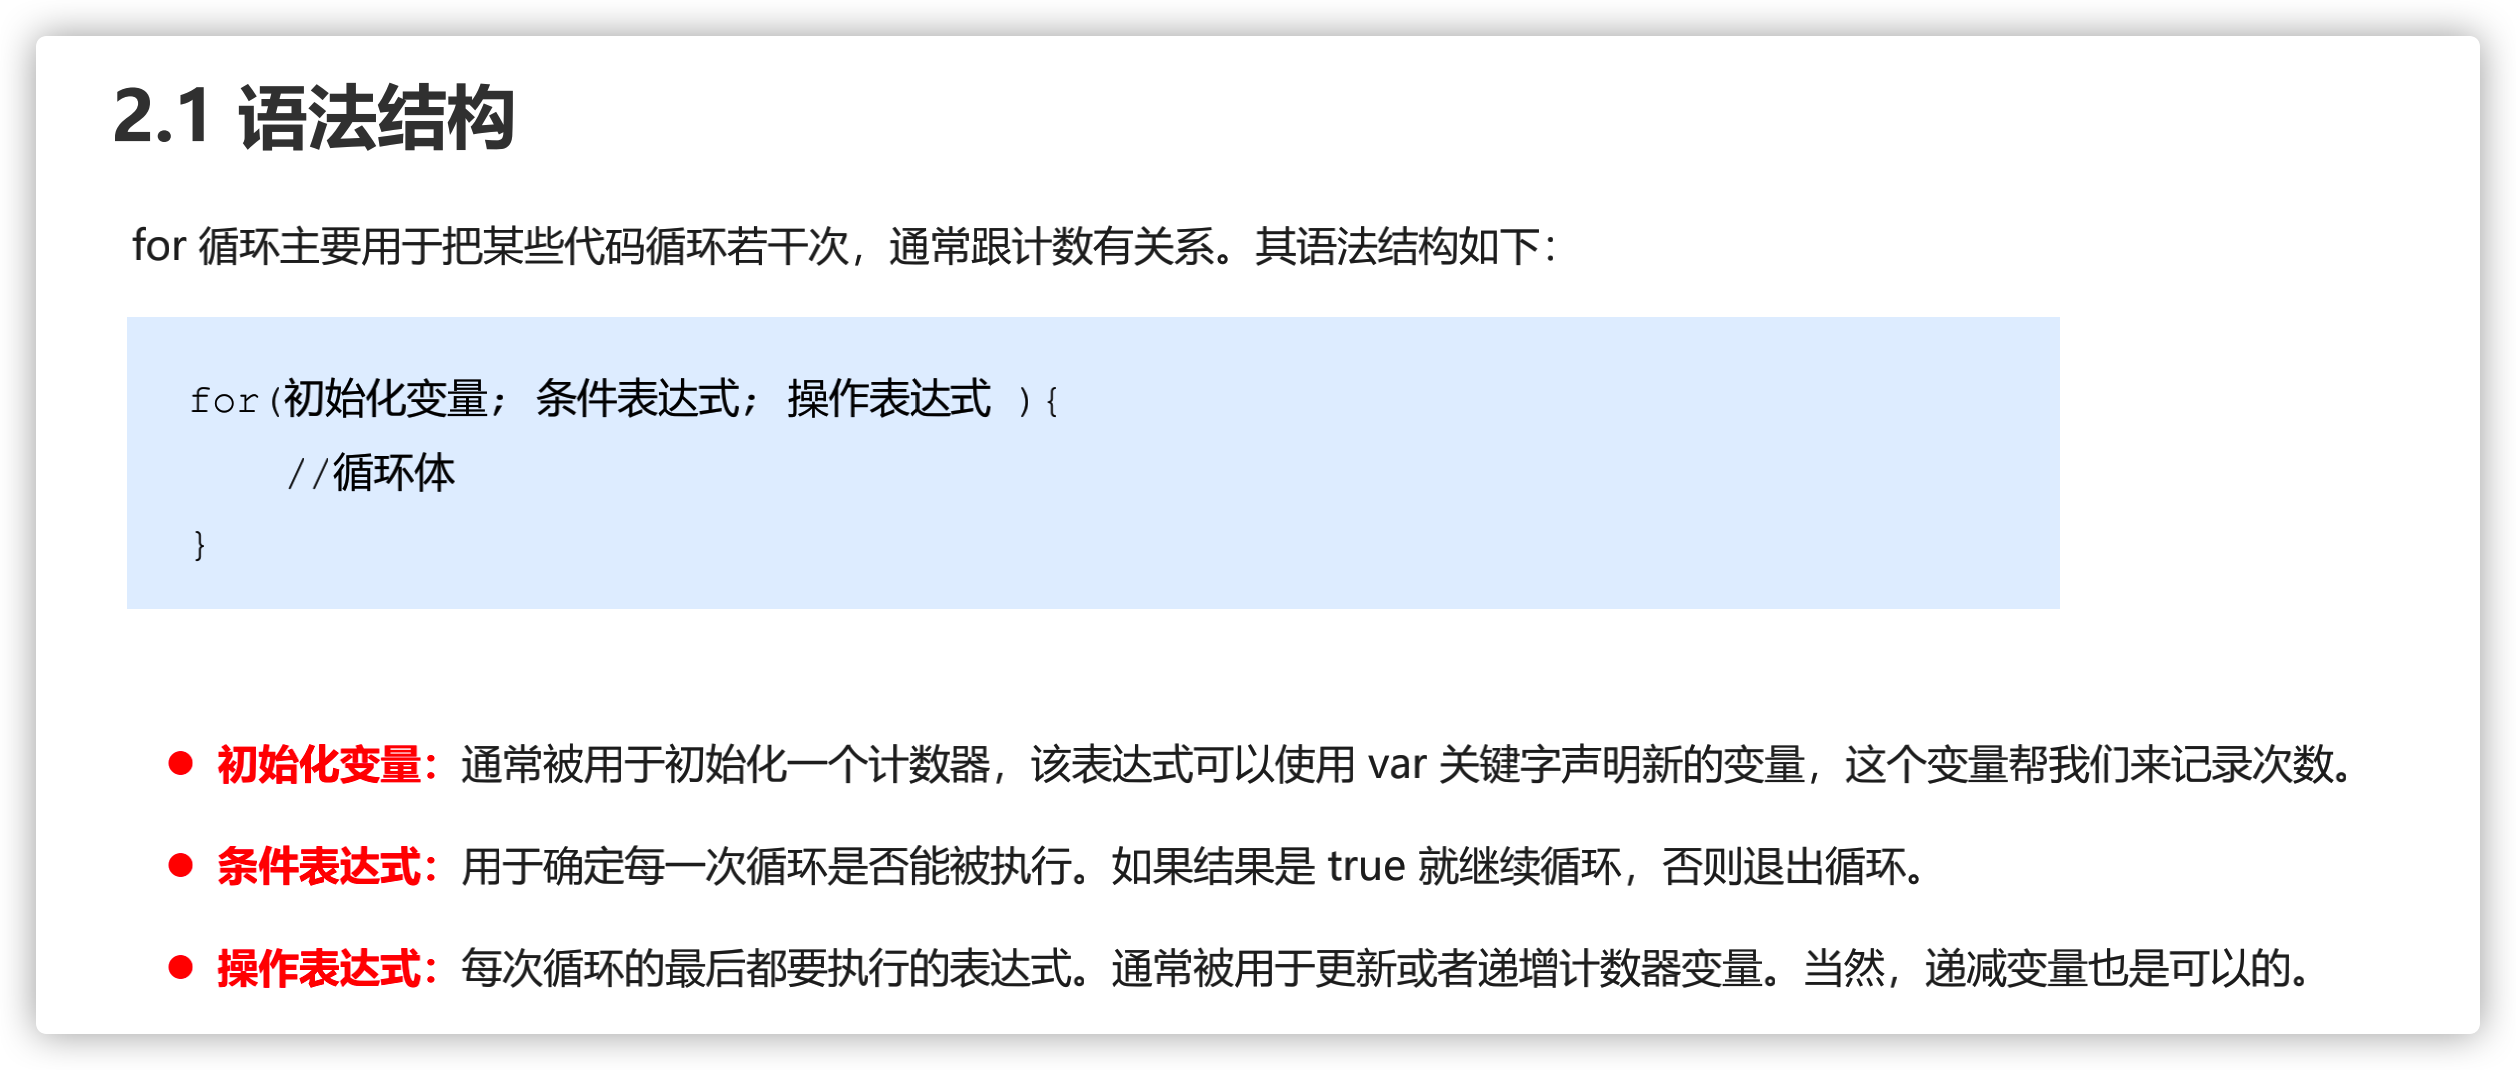 2.1 语法结构
for 循环主要用于把某些代码循环若干次，通常跟计数有关系。其语法结构如下：
for(初始化变量; 条件表达式; 操作表达式 ){
//循环体
}
● 初始化变量：通常被用于初始化一个计数器，该表达式可以使用 var 关键字声明新的变量，这个变量帮我们来记录次数。
● 条件表达式：用于确定每一次循环是否能被执行。如果结果是 true 就继续循环，否则退出循环。
● 操作表达式：每次循环的最后都要执行的表达式。通常被用于更新或者递增计数器变量。当然，递减变量也是可以的。